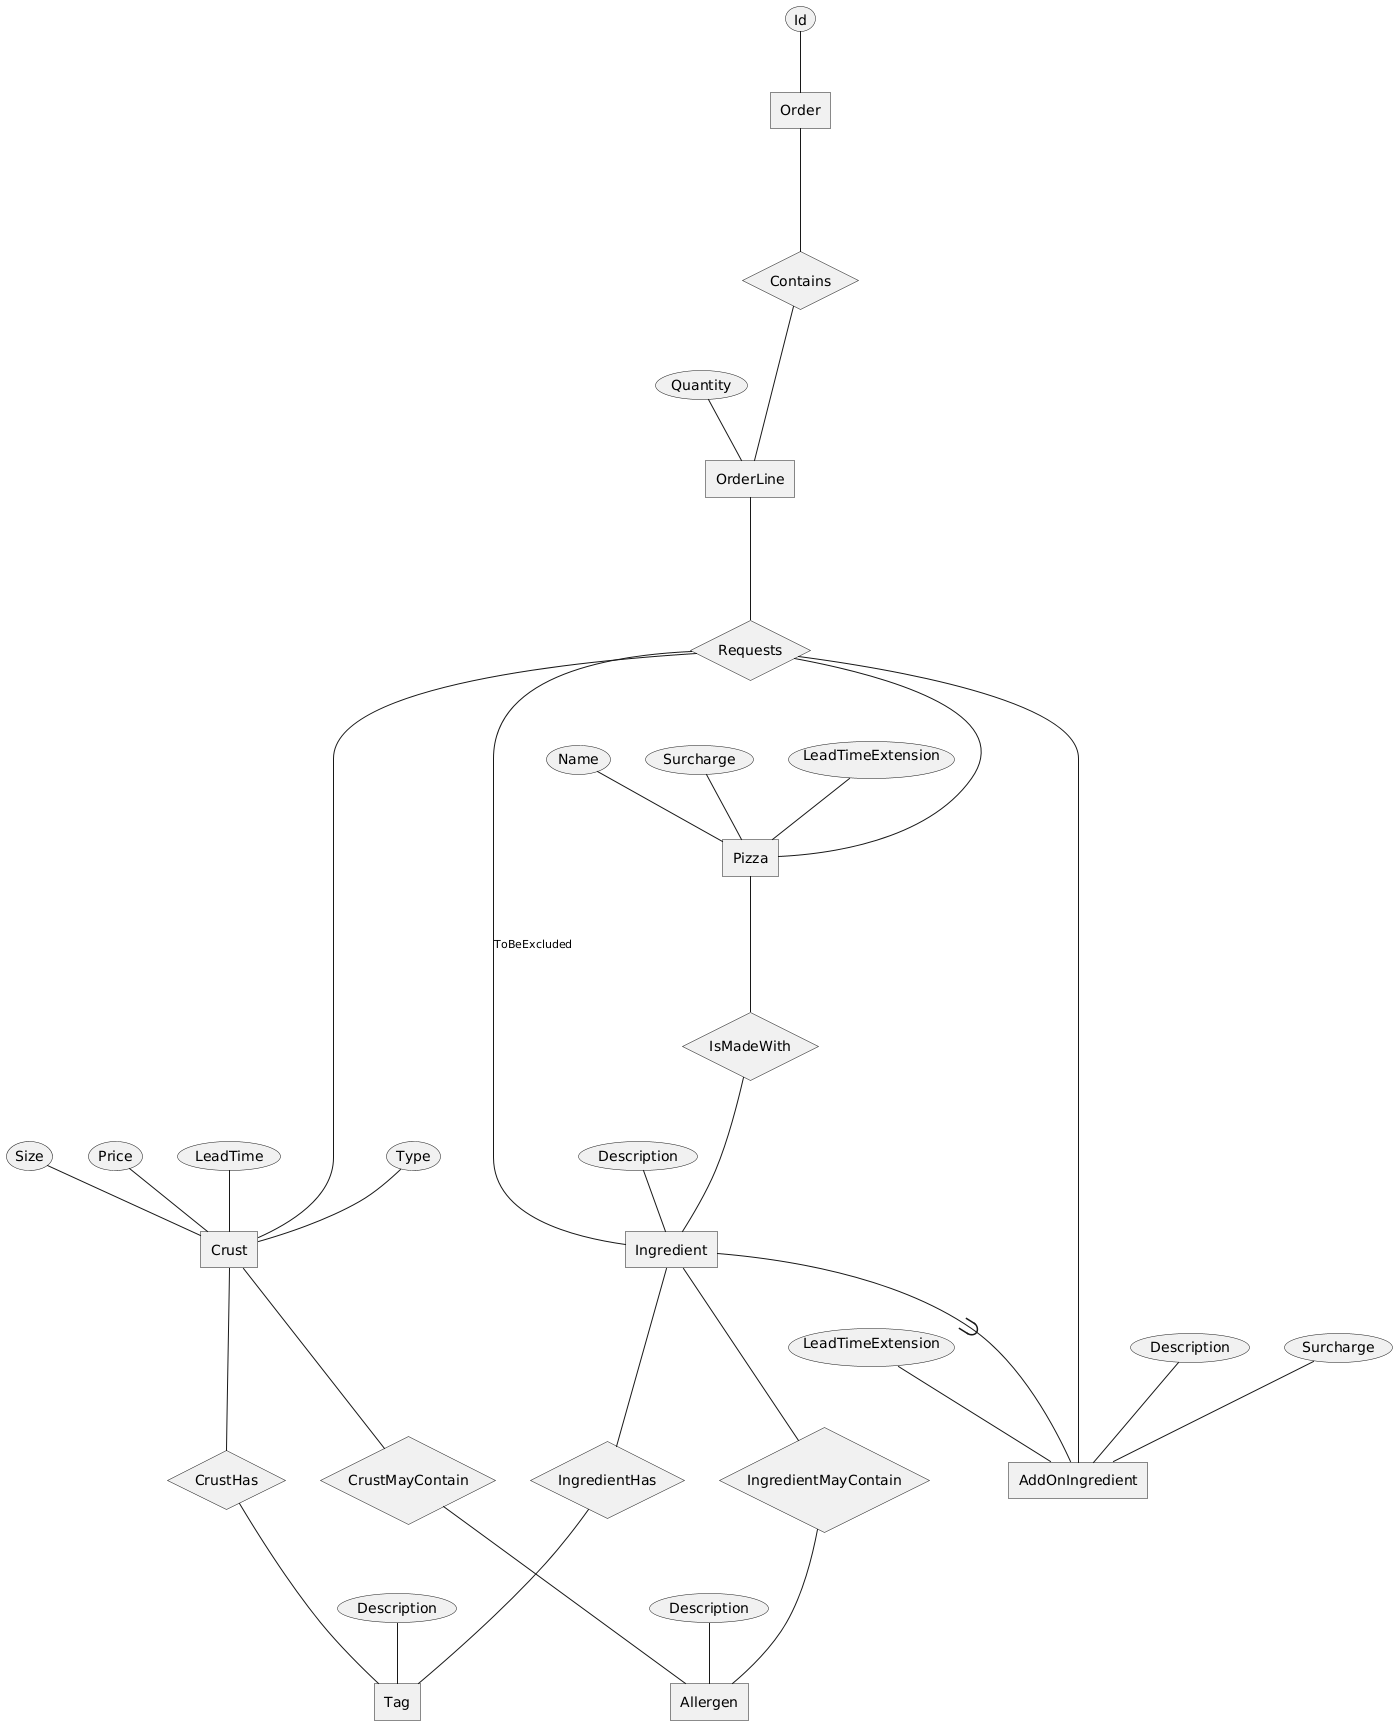 Id
Order
Contains
Quantity
OrderLine
Requests
Name
Surcharge
LeadTimeExtension
Pizza
ToBeExcluded
IsMadeWith
Size
Price
LeadTime
Type
Description
Crust
Ingredient
LeadTimeExtension
Description
Surcharge
CrustHas
CrustMayContain
IngredientHas
IngredientMayContain
AddOnIngredient
Description
Description
Tag
Allergen